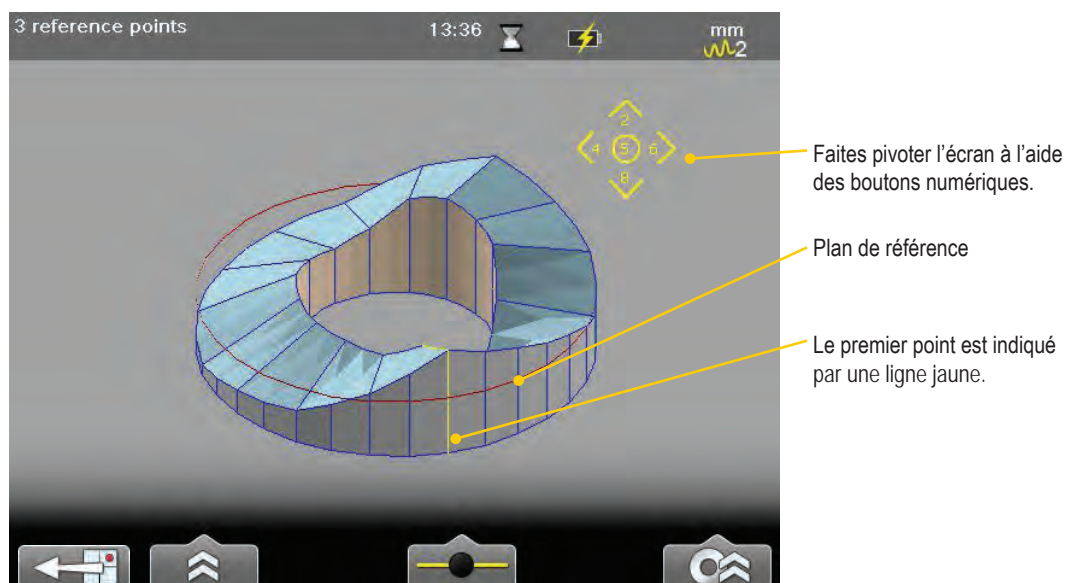 3 reference points
13:36
mm
2
2
4 5 6
8
Faites pivoter l'écran à l'aide
des boutons numériques.
Plan de référence
Le premier point est indiqué
par une ligne jaune.